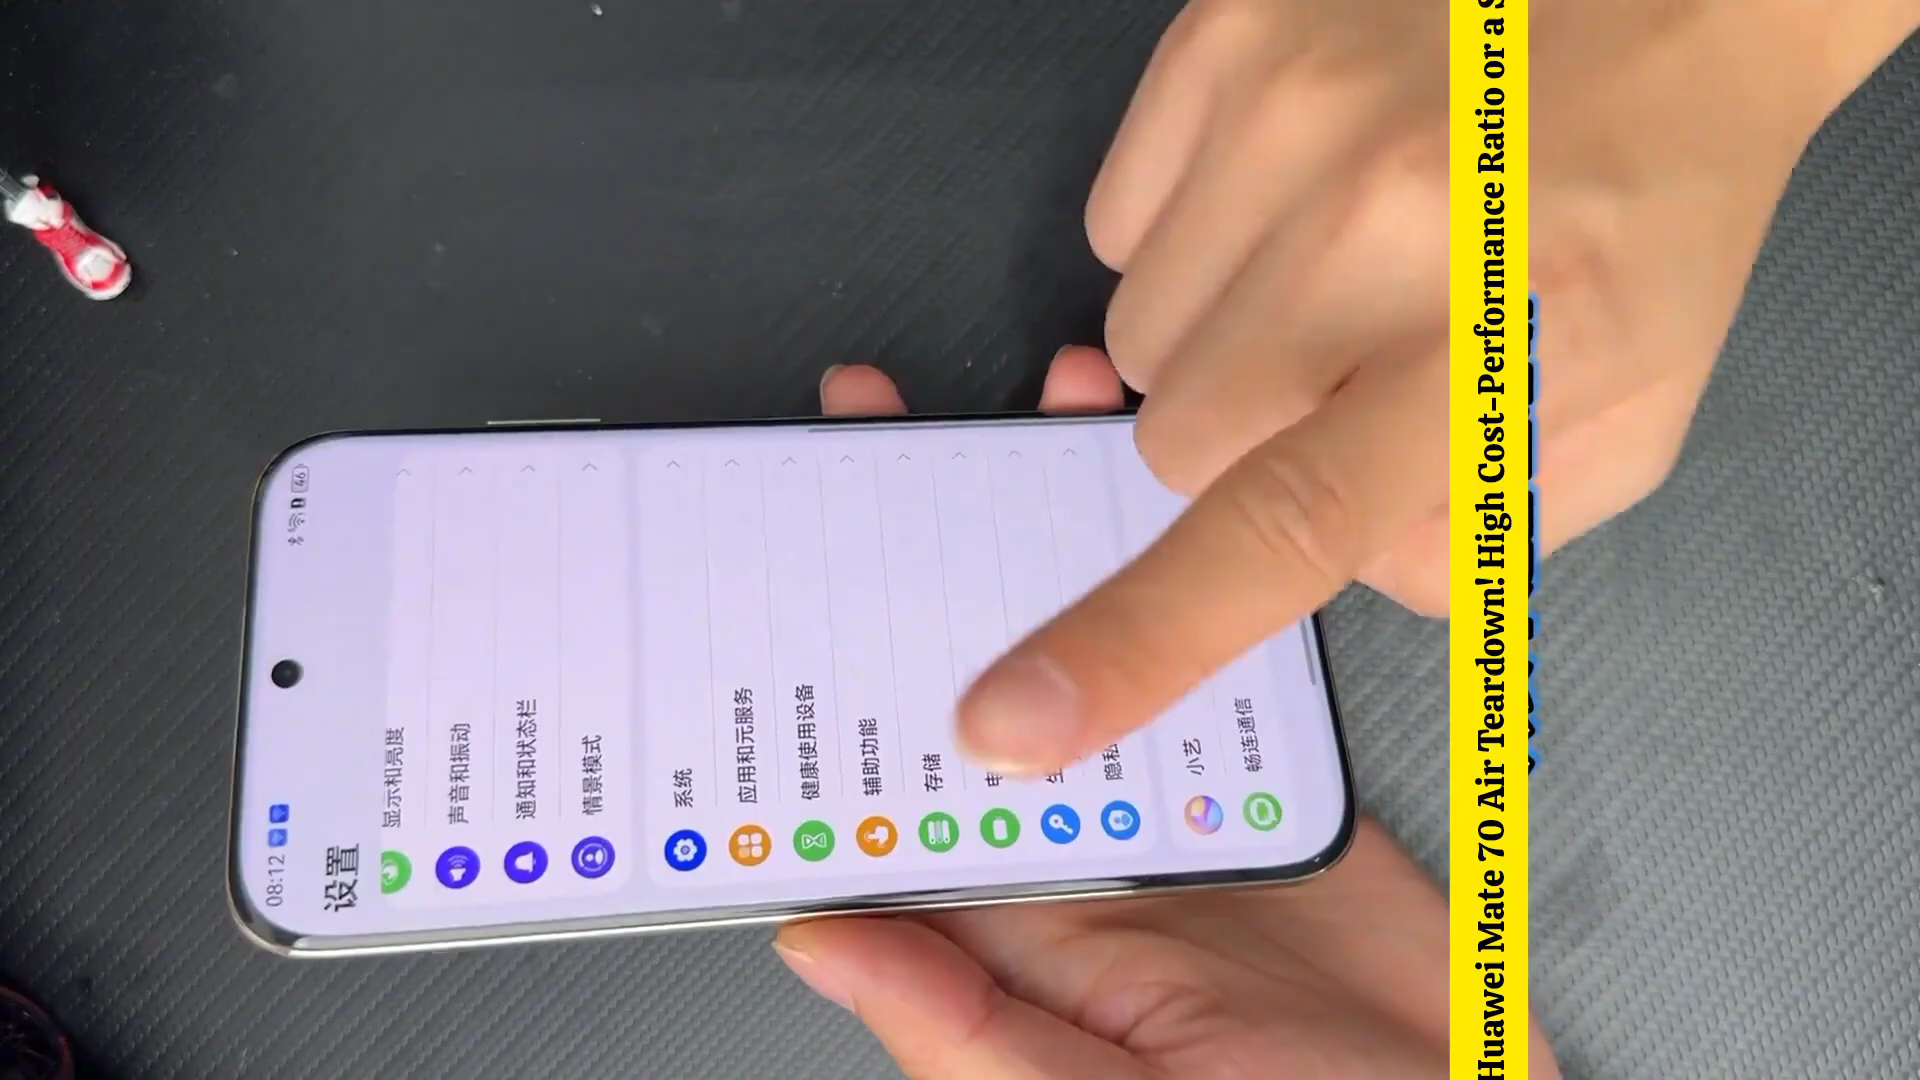 08:12
46
设置
显示和亮度
声音和振动
通知和状态栏
情景模式
系统
应用和元服务
健康使用设备
辅助功能
存储
隐私
小艺
畅连通信
Huawei Mate 70 Air Teardown! High Cost-Performance Ratio or a